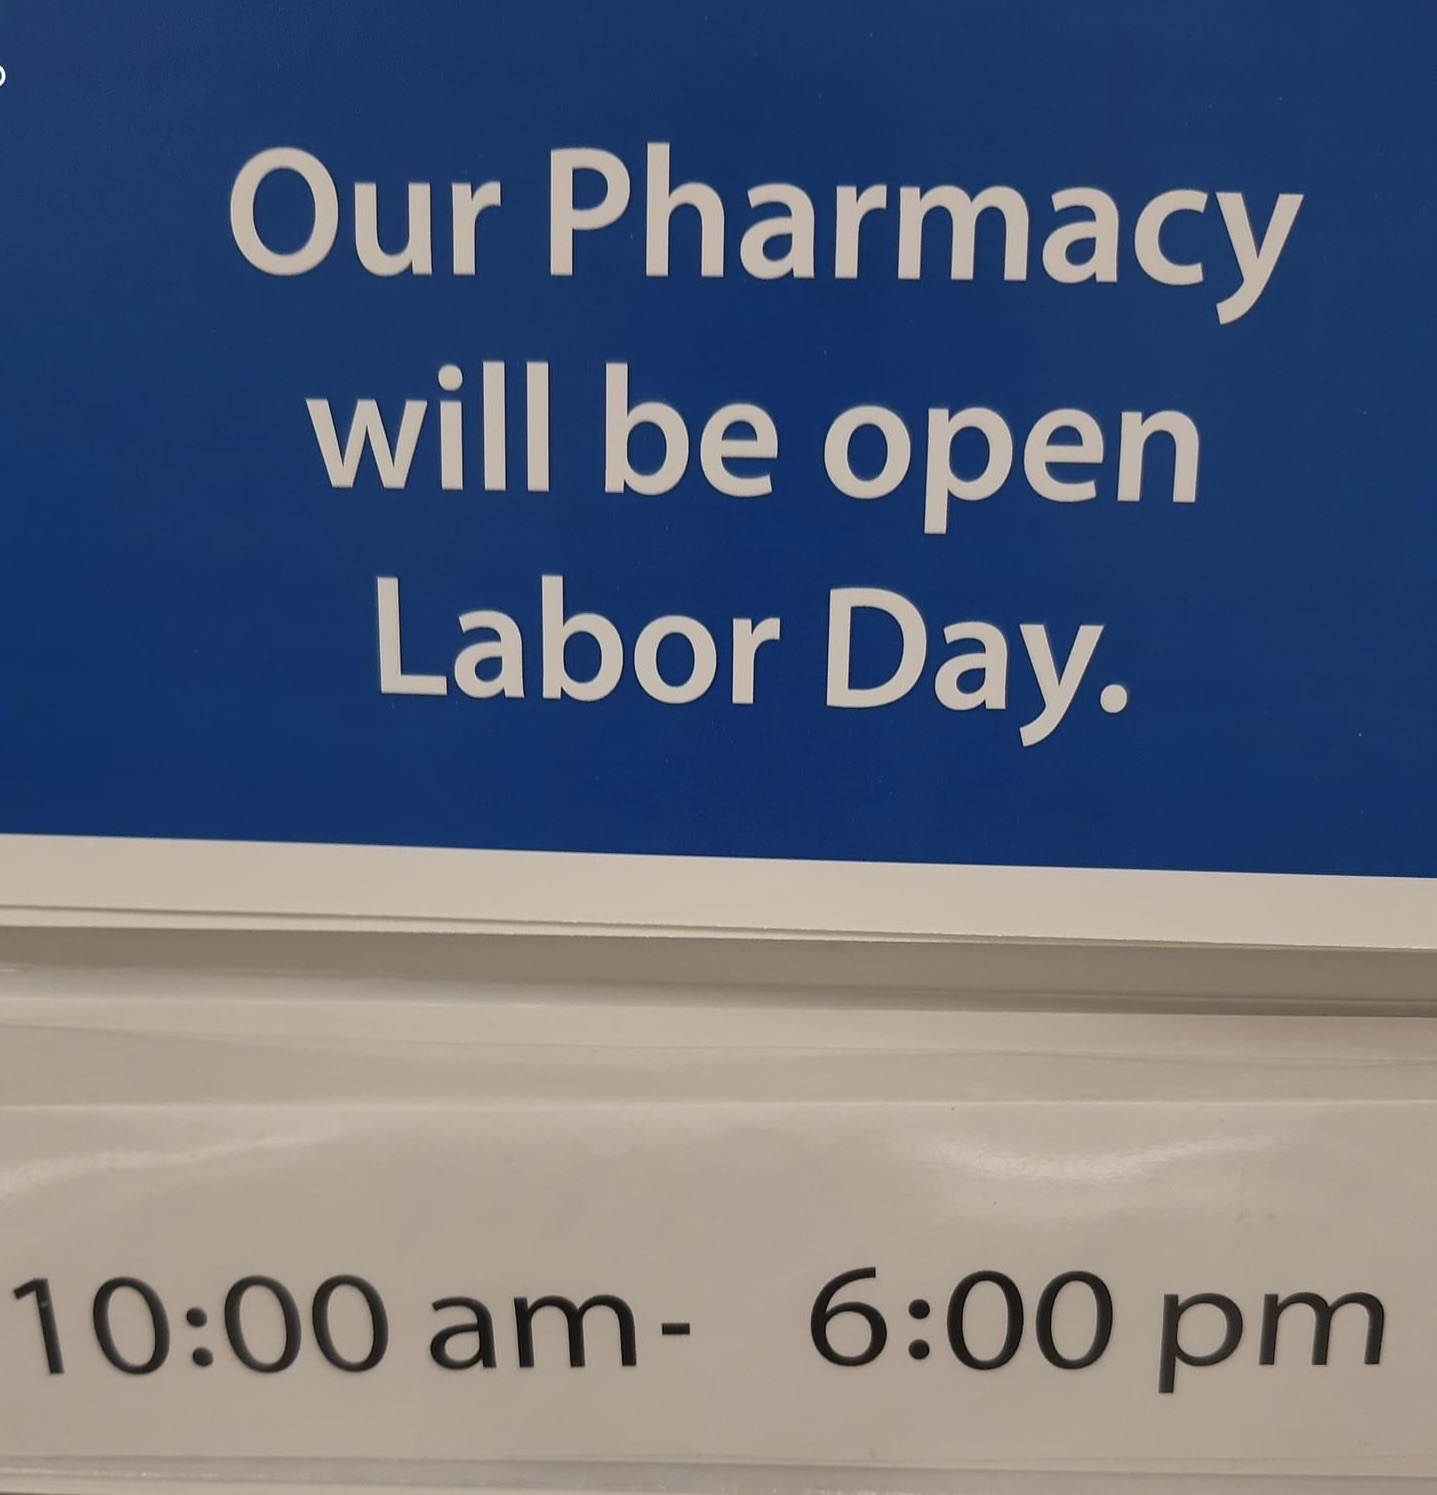 Our Pharmacy
will be open
Labor Day.
10:00 am- 6:00 pm